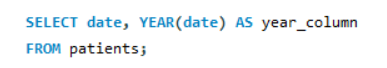 SELECT date, YEAR(date) AS year_column
FROM patients;